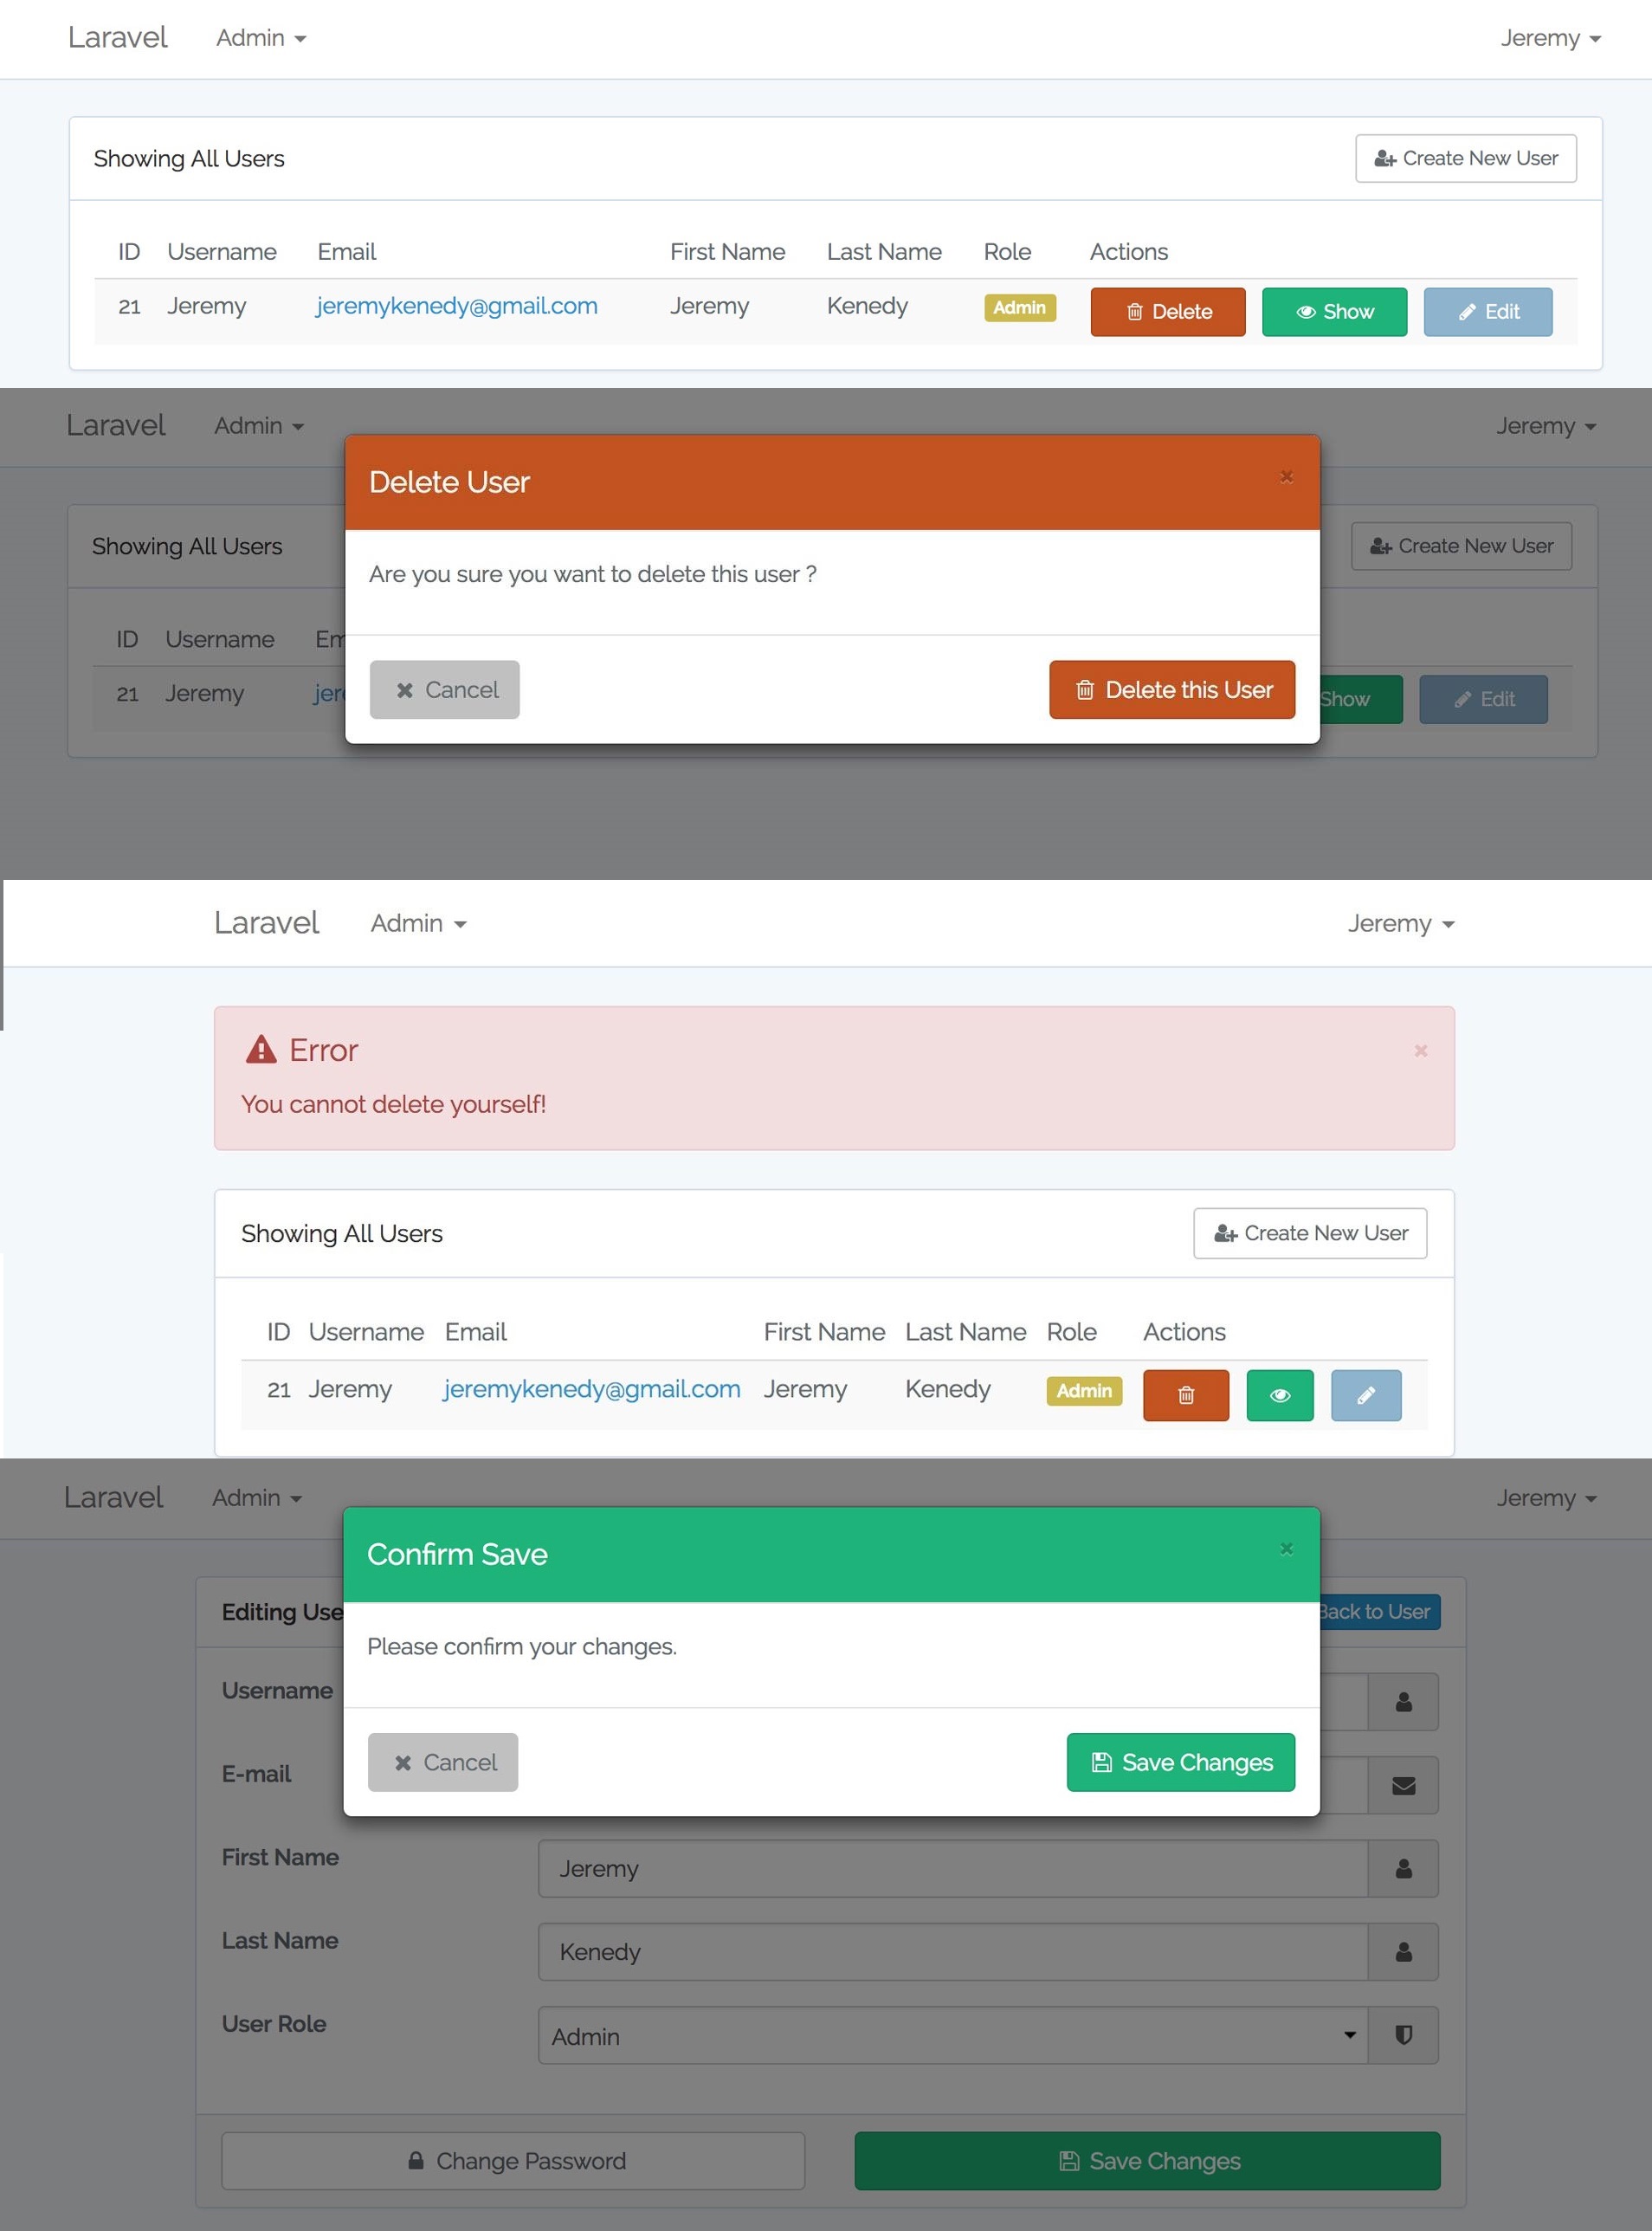 Laravel Admin Jeremy
Showing All Users Create New User
ID Username Email First Name Last Name Role Actions
21 Jeremy jeremykenedy@gmail.com Jeremy Kenedy Admin Delete Show Edit
Laravel Admin Jeremy
Delete User
Showing All Users Create New User
Are you sure you want to delete this user ?
ID Username Em
21 Jeremy jer Show Edit
Cancel Delete this User
Laravel Admin Jeremy
Error
You cannot delete yourself!
Showing All Users Create New User
ID Username Email First Name Last Name Role Actions
21 Jeremy jeremykenedy@gmail.com Jeremy Kenedy Admin
Laravel Admin Jeremy
Confirm Save
Editing Use Back to User
Please confirm your changes.
Username
Cancel Save Changes
E-mail
First Name Jeremy
Last Name Kenedy
User Role Admin
Change Password Save Changes